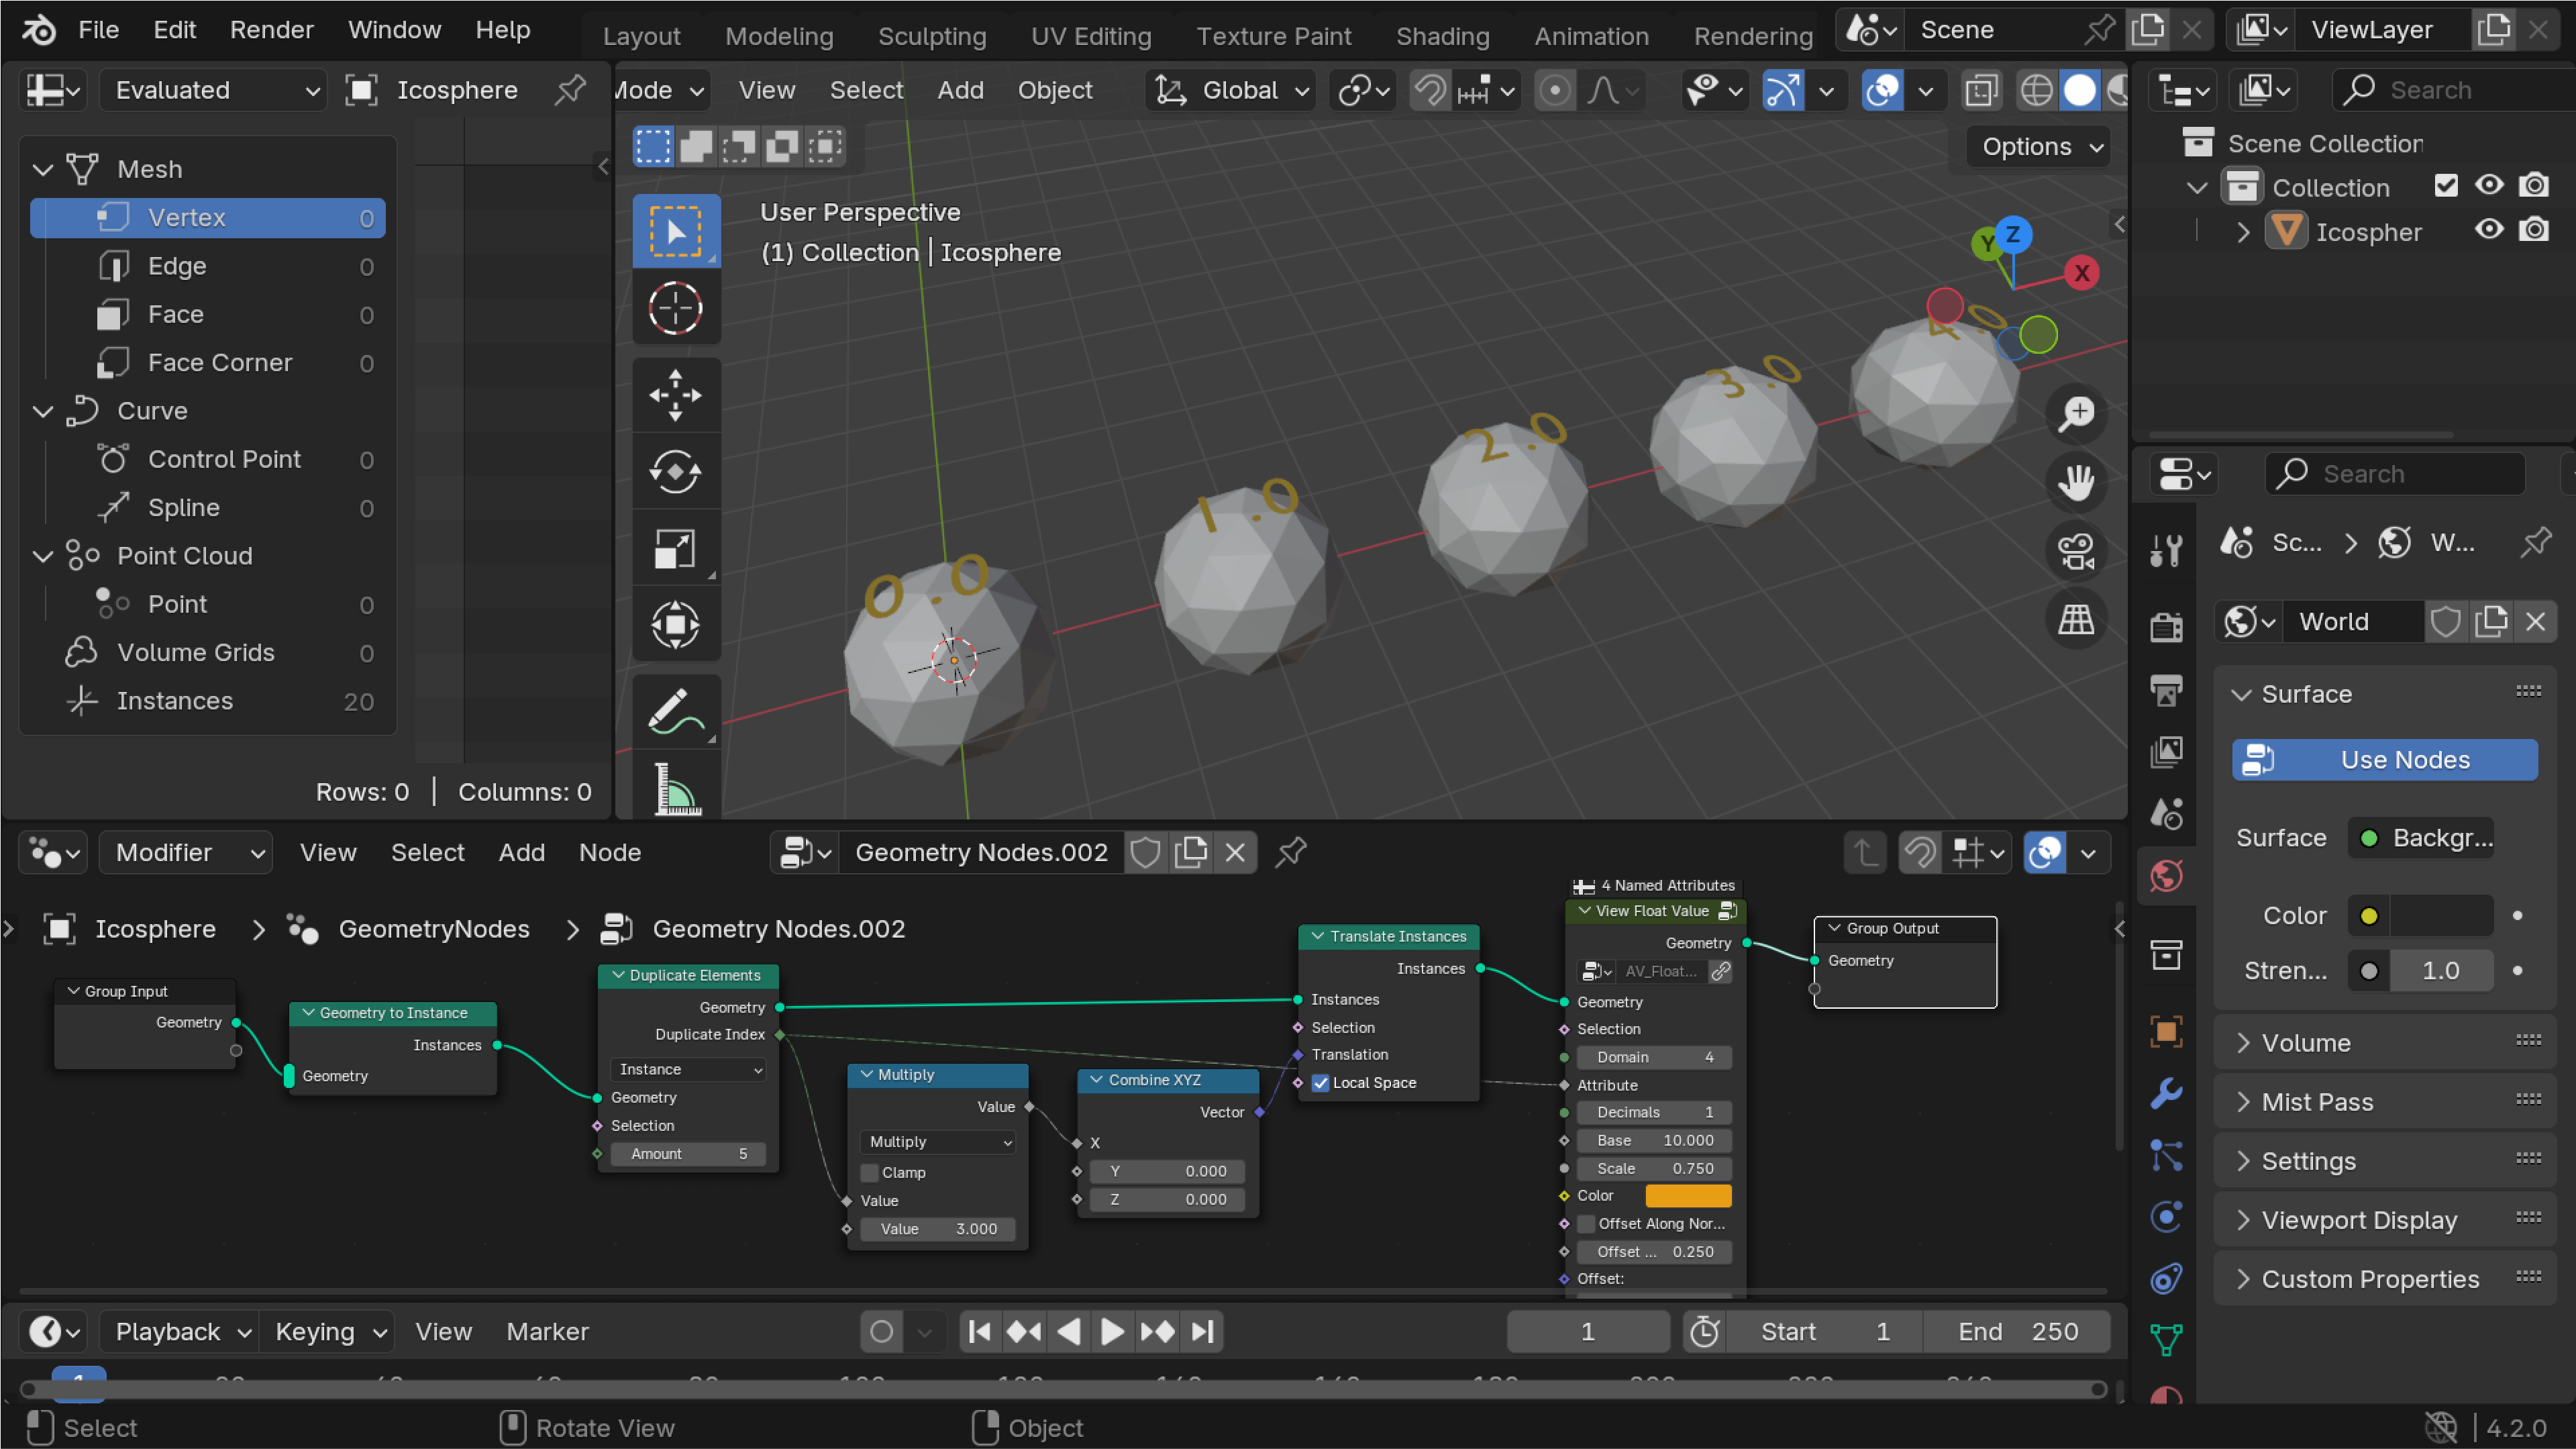 File Edit Render Window Help Layout Modeling Sculpting UV Editing Texture Paint Shading Animation Rendering Scene ViewLayer
Evaluated Icosphere
Mode View Select Add Object Global
Search
Options
Mesh
Vertex 0
Edge 0
Face 0
Face Corner 0
Curve
Control Point 0
Spline 0
Point Cloud
Point 0
Volume Grids 0
Instances 20
Rows: 0 | Columns: 0
User Perspective
(1) Collection | Icosphere
0.0
1.0
2.0
3.0
4.0
Z
Y
X
Scene Collection
Collection
Icospher
Search
Sc... > W...
World
Surface
Use Nodes
Surface Backgr...
Color
Stren... 1.0
Volume
Mist Pass
Settings
Viewport Display
Custom Properties
Modifier View Select Add Node Geometry Nodes.002
Icosphere > GeometryNodes > Geometry Nodes.002
Group Input
Geometry
Geometry to Instance
Instances
Geometry
Duplicate Elements
Geometry
Duplicate Index
Instance
Geometry
Selection
Amount 5
Multiply
Value
Multiply
Clamp
Value
Value 3.000
Combine XYZ
Vector
X
Y 0.000
Z 0.000
Translate Instances
Instances
Instances
Selection
Translation
Local Space
4 Named Attributes
View Float Value
Geometry
AV_Float...
Geometry
Selection
Domain 4
Attribute
Decimals 1
Base 10.000
Scale 0.750
Color
Offset Along Nor...
Offset ... 0.250
Offset:
Group Output
Geometry
Playback Keying View Marker 1 Start 1 End 250
Select Rotate View Object 4.2.0